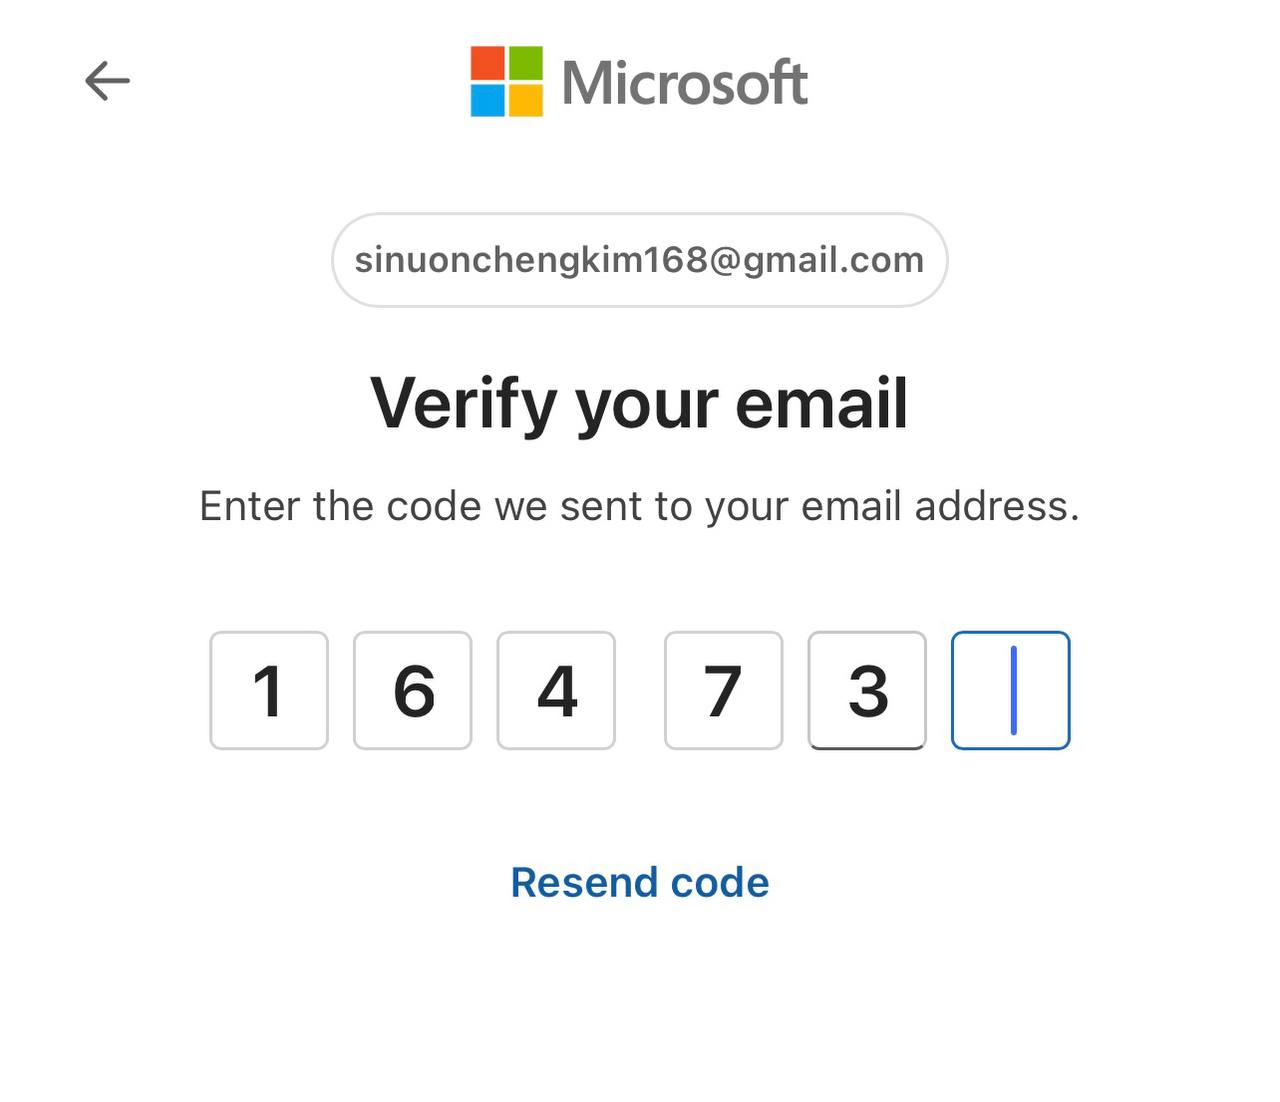 Microsoft
sinuonchengkim168@gmail.com
Verify your email
Enter the code we sent to your email address.
1 6 4 7 3
Resend code